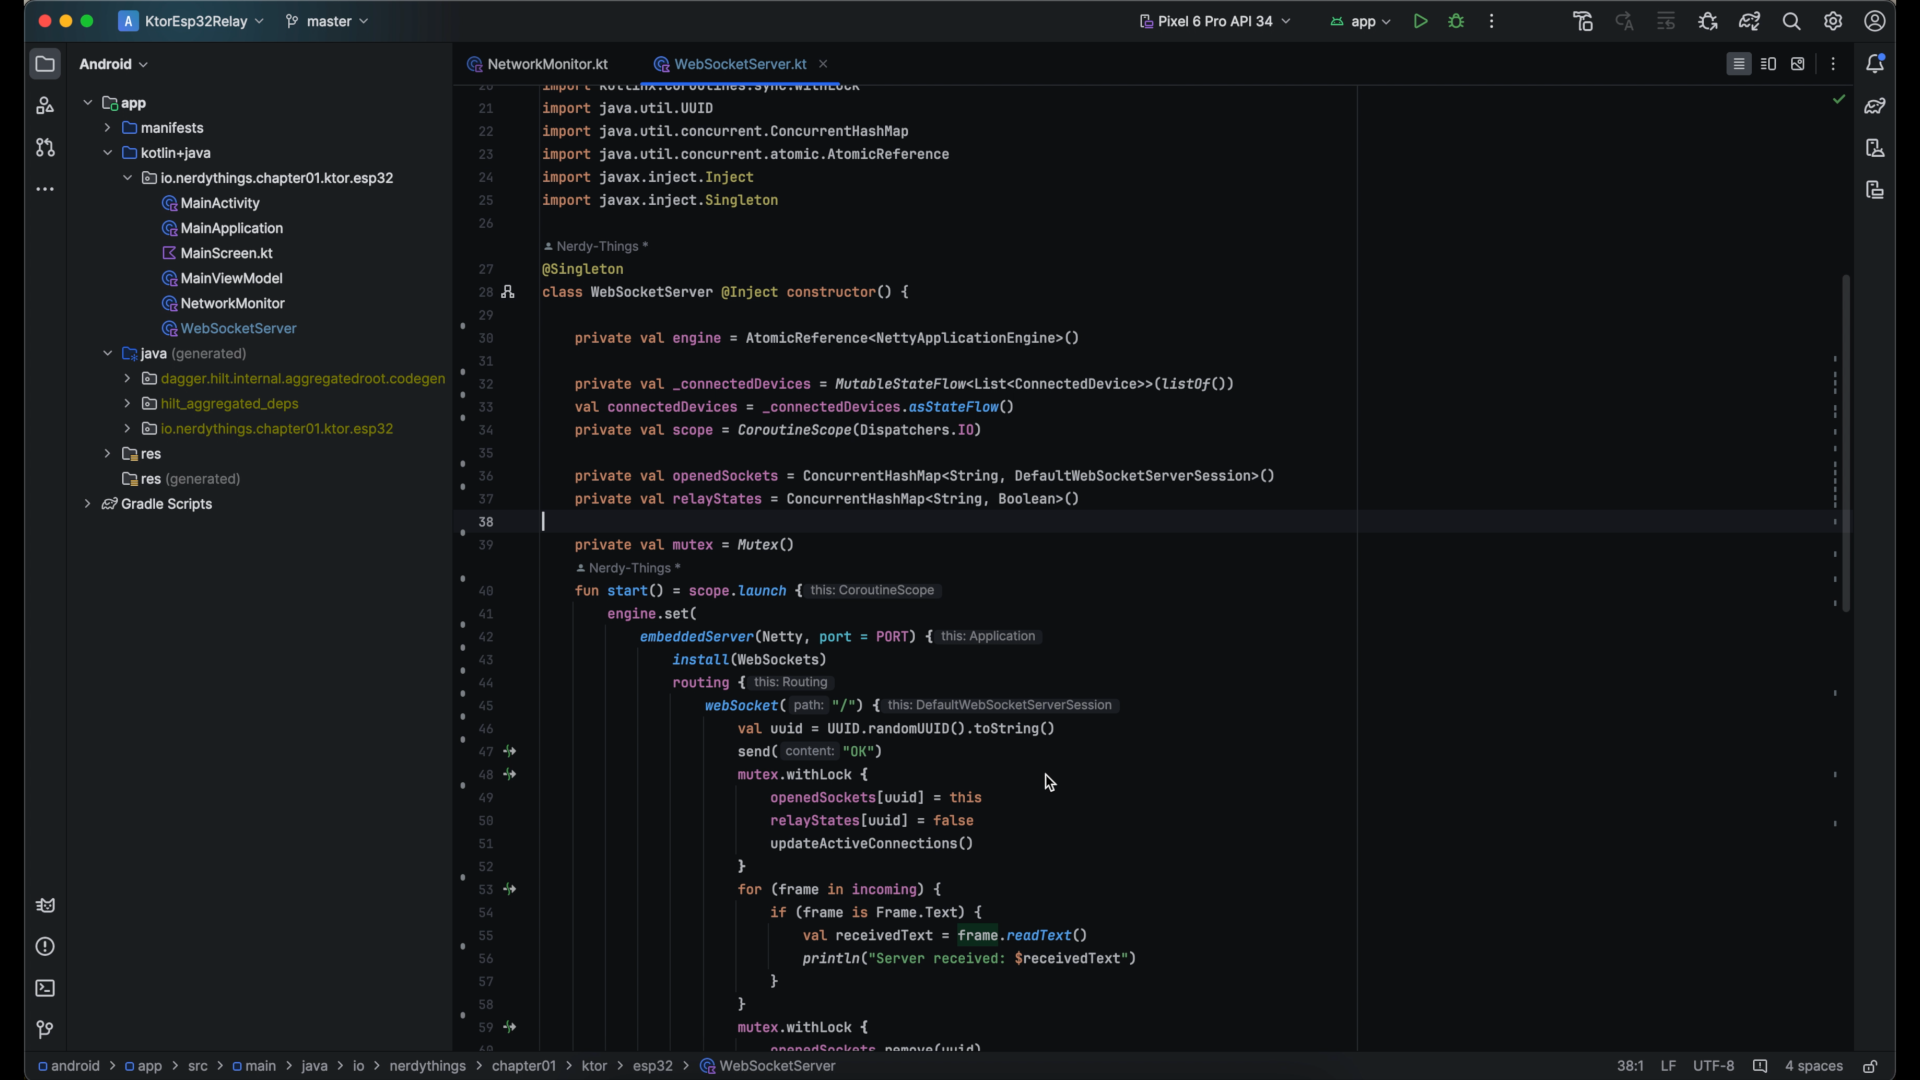 A KtorEsp32Relay master Pixel 6 Pro API 34 app
Android
app
manifests
kotlin+java
io.nerdythings.chapter01.ktor.esp32
MainActivity
MainApplication
MainScreen.kt
MainViewModel
NetworkMonitor
WebSocketServer
java (generated)
dagger.hilt.internal.aggregatedroot.codegen
hilt_aggregated_deps
io.nerdythings.chapter01.ktor.esp32
res
res (generated)
Gradle Scripts
NetworkMonitor.kt WebSocketServer.kt
20 import kotlinx.coroutines.sync.withLock
21 import java.util.UUID
22 import java.util.concurrent.ConcurrentHashMap
23 import java.util.concurrent.atomic.AtomicReference
24 import javax.inject.Inject
25 import javax.inject.Singleton
26
Nerdy-Things *
27 @Singleton
28 class WebSocketServer @Inject constructor() {
29
30 private val engine = AtomicReference<NettyApplicationEngine>()
31
32 private val _connectedDevices = MutableStateFlow<List<ConnectedDevice>>(listOf())
33 val connectedDevices = _connectedDevices.asStateFlow()
34 private val scope = CoroutineScope(Dispatchers.IO)
35
36 private val openedSockets = ConcurrentHashMap<String, DefaultWebSocketServerSession>()
37 private val relayStates = ConcurrentHashMap<String, Boolean>()
38
39 private val mutex = Mutex()
Nerdy-Things *
40 fun start() = scope.launch { this: CoroutineScope
41 engine.set(
42 embeddedServer(Netty, port = PORT) { this: Application
43 install(WebSockets)
44 routing { this: Routing
45 webSocket( path: "/") { this: DefaultWebSocketServerSession
46 val uuid = UUID.randomUUID().toString()
47 send( content: "OK")
48 mutex.withLock {
49 openedSockets[uuid] = this
50 relayStates[uuid] = false
51 updateActiveConnections()
52 }
53 for (frame in incoming) {
54 if (frame is Frame.Text) {
55 val receivedText = frame.readText()
56 println("Server received: $receivedText")
57 }
58 }
59 mutex.withLock {
60 openedSockets.remove(uuid)
android > app > src > main > java > io > nerdythings > chapter01 > ktor > esp32 > WebSocketServer 38:1 LF UTF-8 4 spaces